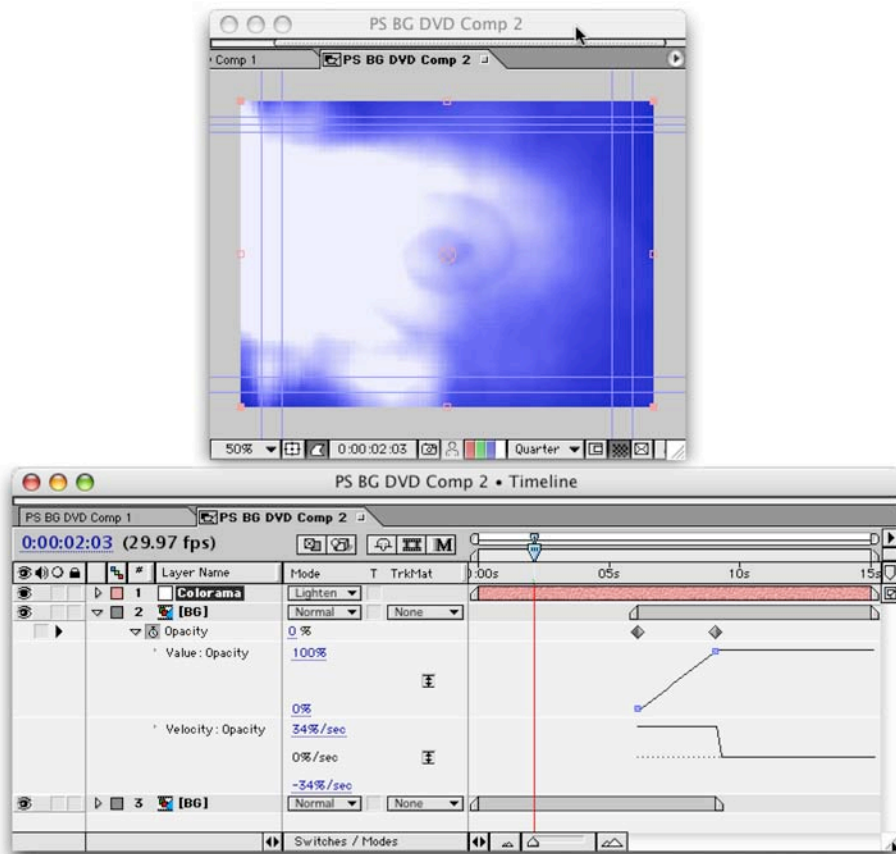 PS BG DVD Comp 2
Comp 1
PS BG DVD Comp 2
50%
0:00:02:03
Quarter
PS BG DVD Comp 2 • Timeline
PS BG DVD Comp 1
PS BG DVD Comp 2
0:00:02:03 (29.97 fps)
M
# Layer Name Mode T TrkMat :00s 05s 10s 15s
1 Colorama Lighten
2 [BG] Normal None
Opacity 0 %
Value: Opacity 100%
0%
Velocity: Opacity 34%/sec
0%/sec
-34%/sec
3 [BG] Normal None
Switches / Modes